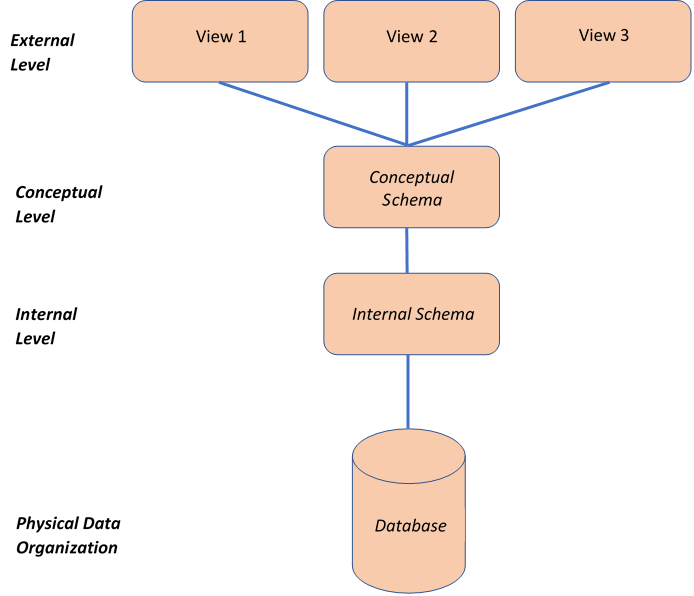 External
Level
View 1
View 2
View 3
Conceptual
Level
Conceptual
Schema
Internal
Level
Internal Schema
Physical Data
Organization
Database